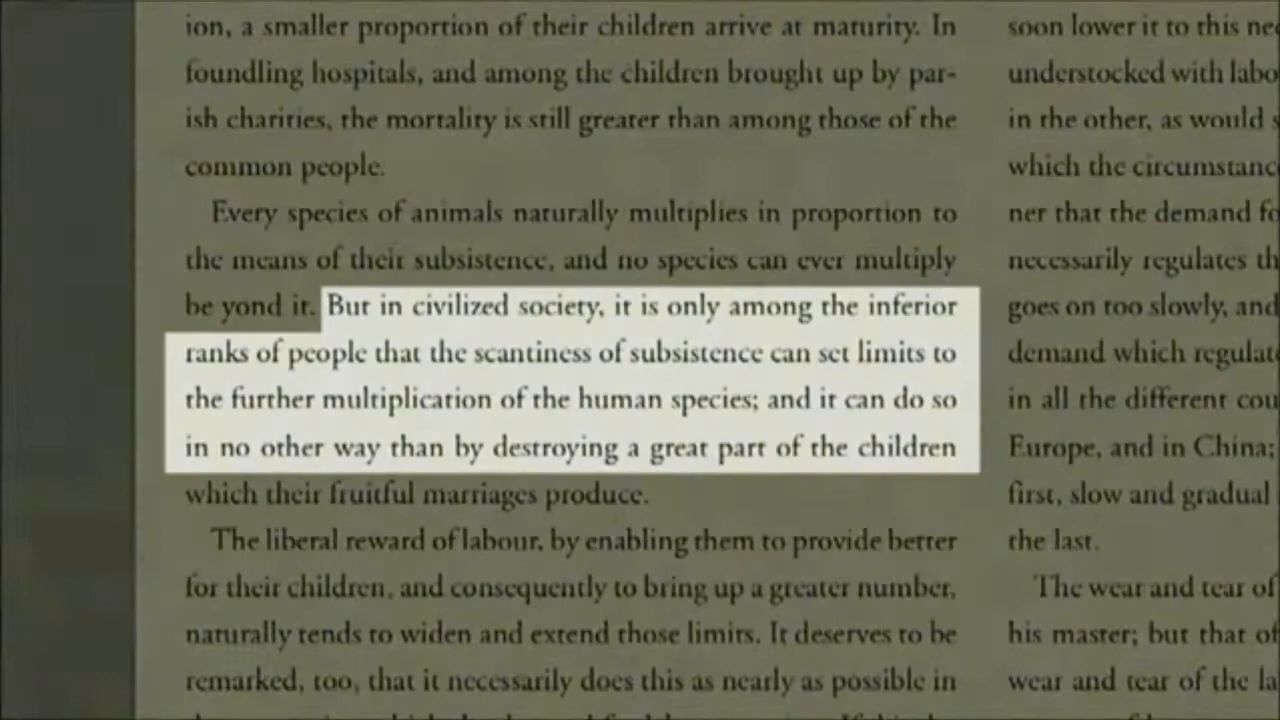 ion, a smaller proportion of their children arrive at maturity. In
foundling hospitals, and among the children brought up by par-
ish charities, the mortality is still greater than among those of the
common people.
Every species of animals naturally multiplies in proportion to
the means of their subsistence, and no species can ever multiply
be yond it. But in civilized society, it is only among the inferior
ranks of people that the scantiness of subsistence can set limits to
the further multiplication of the human species; and it can do so
in no other way than by destroying a great part of the children
which their fruitful marriages produce.
The liberal reward of labour, by enabling them to provide better
for their children, and consequently to bring up a greater number,
naturally tends to widen and extend those limits. It deserves to be
remarked, too, that it necessarily does this as nearly as possible in
soon lower it to this
understocked with
in the other, as would
which the
ner that the demand
necessarily regulates
goes on too slowly, and
demand which
in all the different
Europe, and in China;
first, slow and gradual
the last.
The wear and tear of
his master; but that of
wear and tear of the